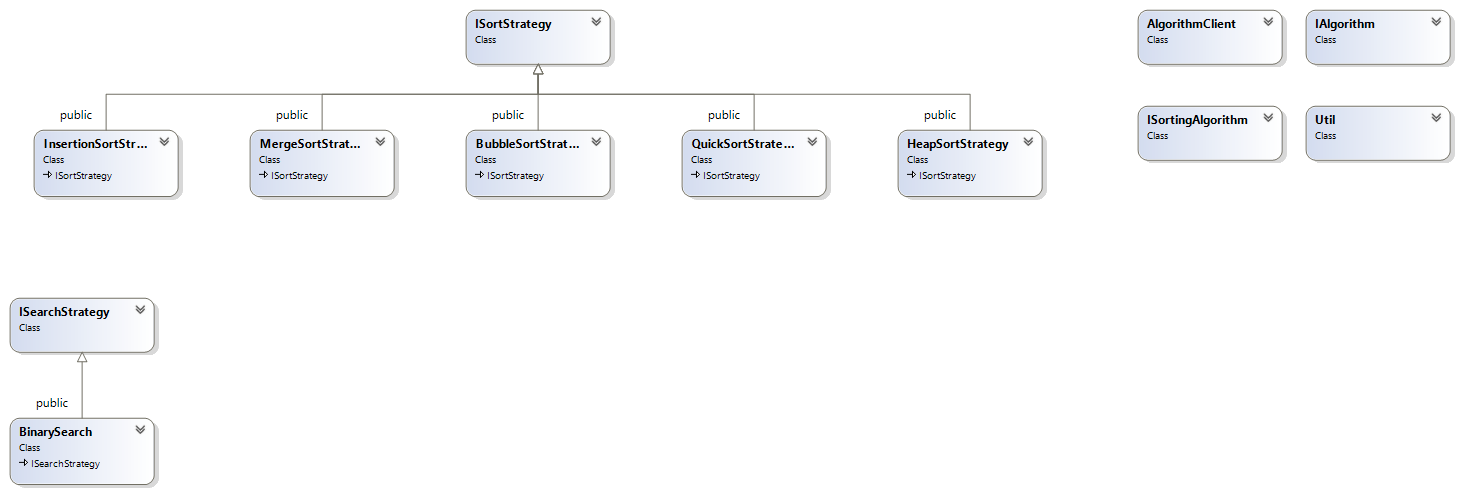 ISortStrategy
Class
AlgorithmClient
Class
IAlgorithm
Class
public
public
public
public
public
InsertionSortStr...
Class
ISortStrategy
MergeSortStrat...
Class
ISortStrategy
BubbleSortStrat...
Class
ISortStrategy
QuickSortStrate...
Class
ISortStrategy
HeapSortStrategy
Class
ISortStrategy
ISortingAlgorithm
Class
Util
Class
ISearchStrategy
Class
public
BinarySearch
Class
ISearchStrategy